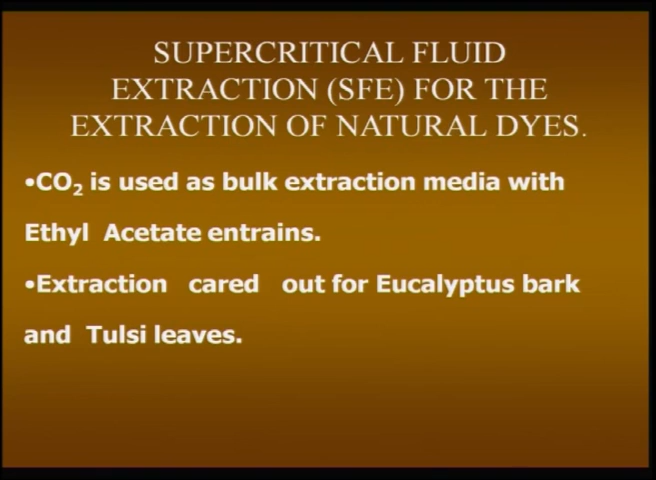 SUPERCRITICAL FLUID
EXTRACTION (SFE) FOR THE
EXTRACTION OF NATURAL DYES.
•CO₂ is used as bulk extraction media with
Ethyl Acetate entrains.
•Extraction cared out for Eucalyptus bark
and Tulsi leaves.